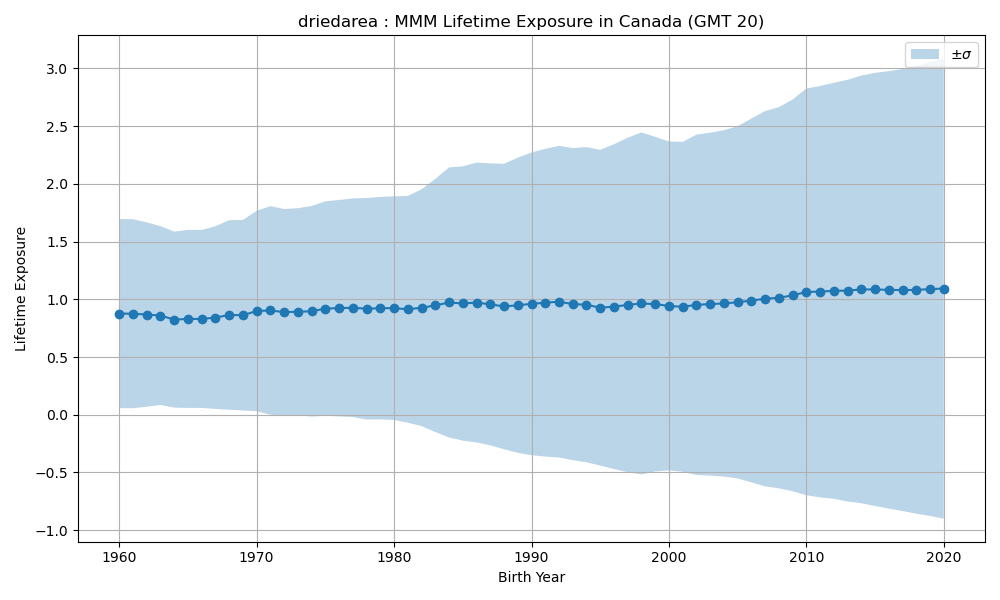 driedarea : MMM Lifetime Exposure in Canada (GMT 20)
±σ
3.0
2.5
2.0
1.5
1.0
0.5
0.0
−0.5
−1.0
Lifetime Exposure
1960 1970 1980 1990 2000 2010 2020
Birth Year